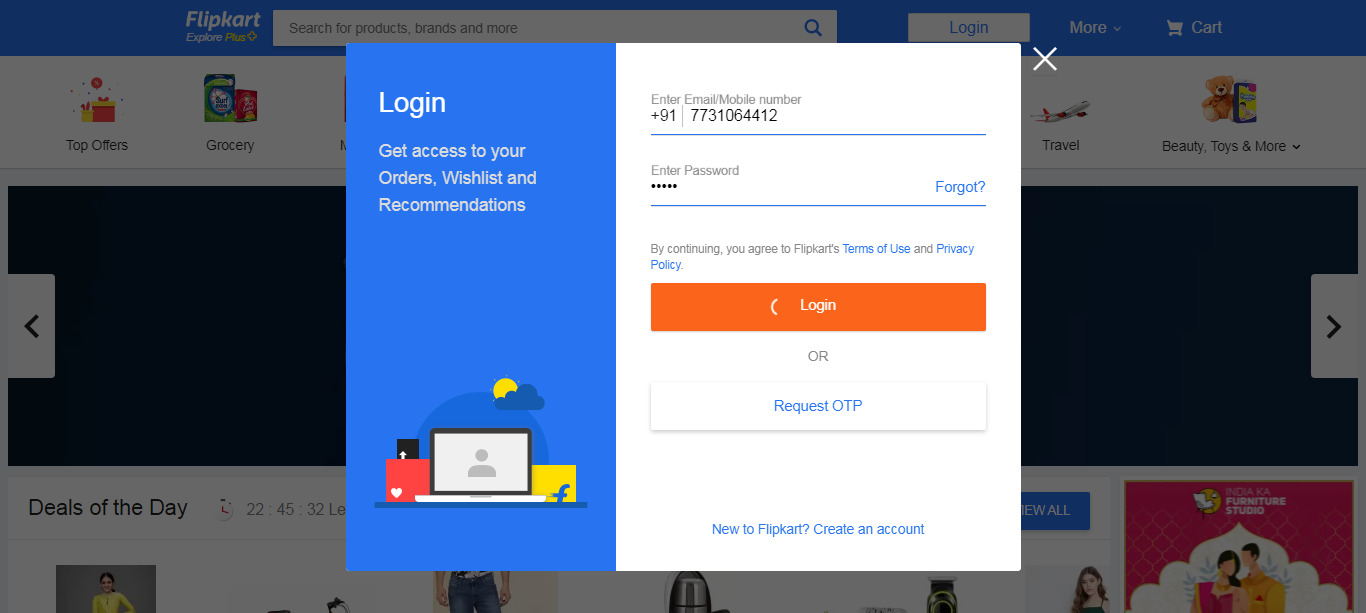 Flipkart
Explore Plus
Search for products, brands and more
Login
More
Cart
Top Offers
Grocery
Travel
Beauty, Toys & More
Login
Get access to your
Orders, Wishlist and
Recommendations
Enter Email/Mobile number
+91 7731064412
Enter Password
•••••
Forgot?
By continuing, you agree to Flipkart's Terms of Use and Privacy
Policy.
Login
OR
Request OTP
New to Flipkart? Create an account
Deals of the Day
22 : 45 : 32 Le
IEW ALL
INDIA KA
FURNITURE
STUDIO